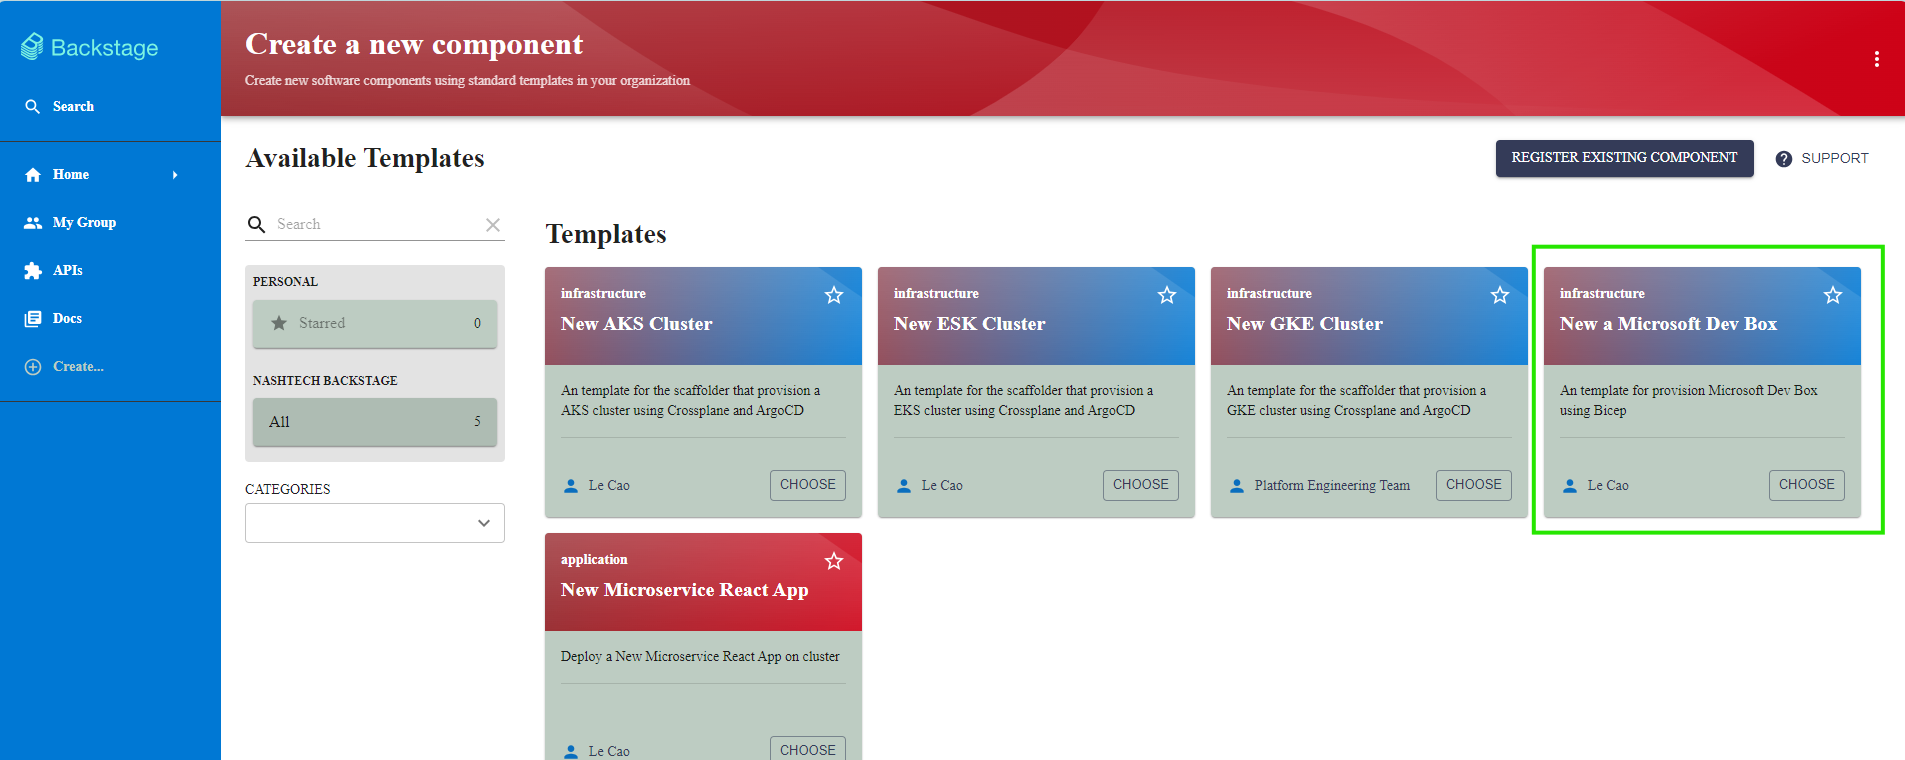 Backstage
Search
Home
My Group
APIs
Docs
Create...
Create a new component
Create new software components using standard templates in your organization
Available Templates
REGISTER EXISTING COMPONENT
SUPPORT
Search
PERSONAL
Starred 0
NASHTECH BACKSTAGE
All 5
CATEGORIES
Templates
infrastructure
New AKS Cluster
An template for the scaffolder that provision a
AKS cluster using Crossplane and ArgoCD
Le Cao
CHOOSE
infrastructure
New ESK Cluster
An template for the scaffolder that provision a
EKS cluster using Crossplane and ArgoCD
Le Cao
CHOOSE
infrastructure
New GKE Cluster
An template for the scaffolder that provision a
GKE cluster using Crossplane and ArgoCD
Platform Engineering Team
CHOOSE
infrastructure
New a Microsoft Dev Box
An template for provision Microsoft Dev Box
using Bicep
Le Cao
CHOOSE
application
New Microservice React App
Deploy a New Microservice React App on cluster
Le Cao
CHOOSE